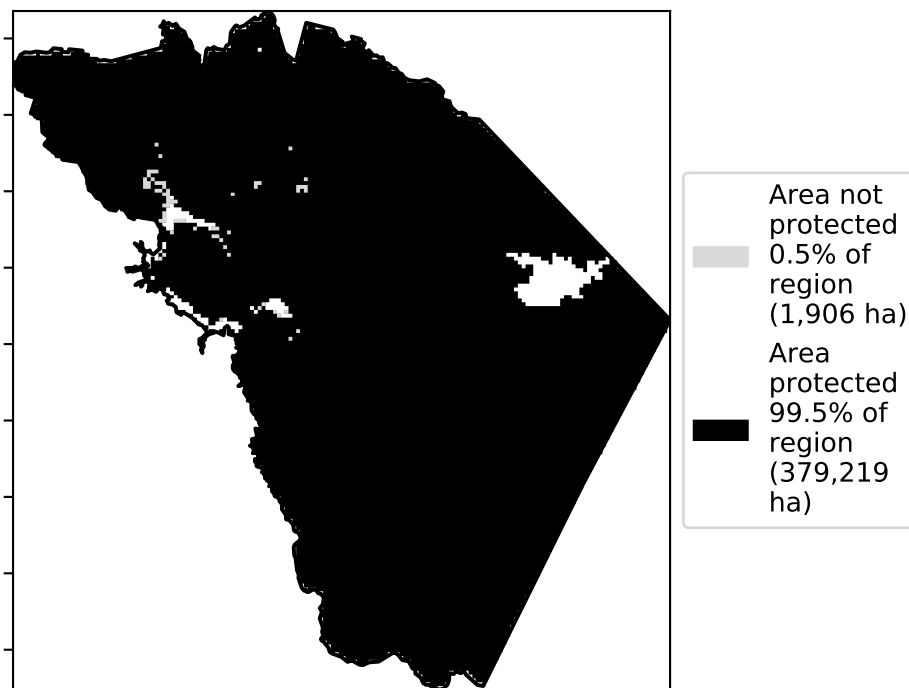 Area not
protected
0.5% of
region
(1,906 ha)
Area
protected
99.5% of
region
(379,219
ha)